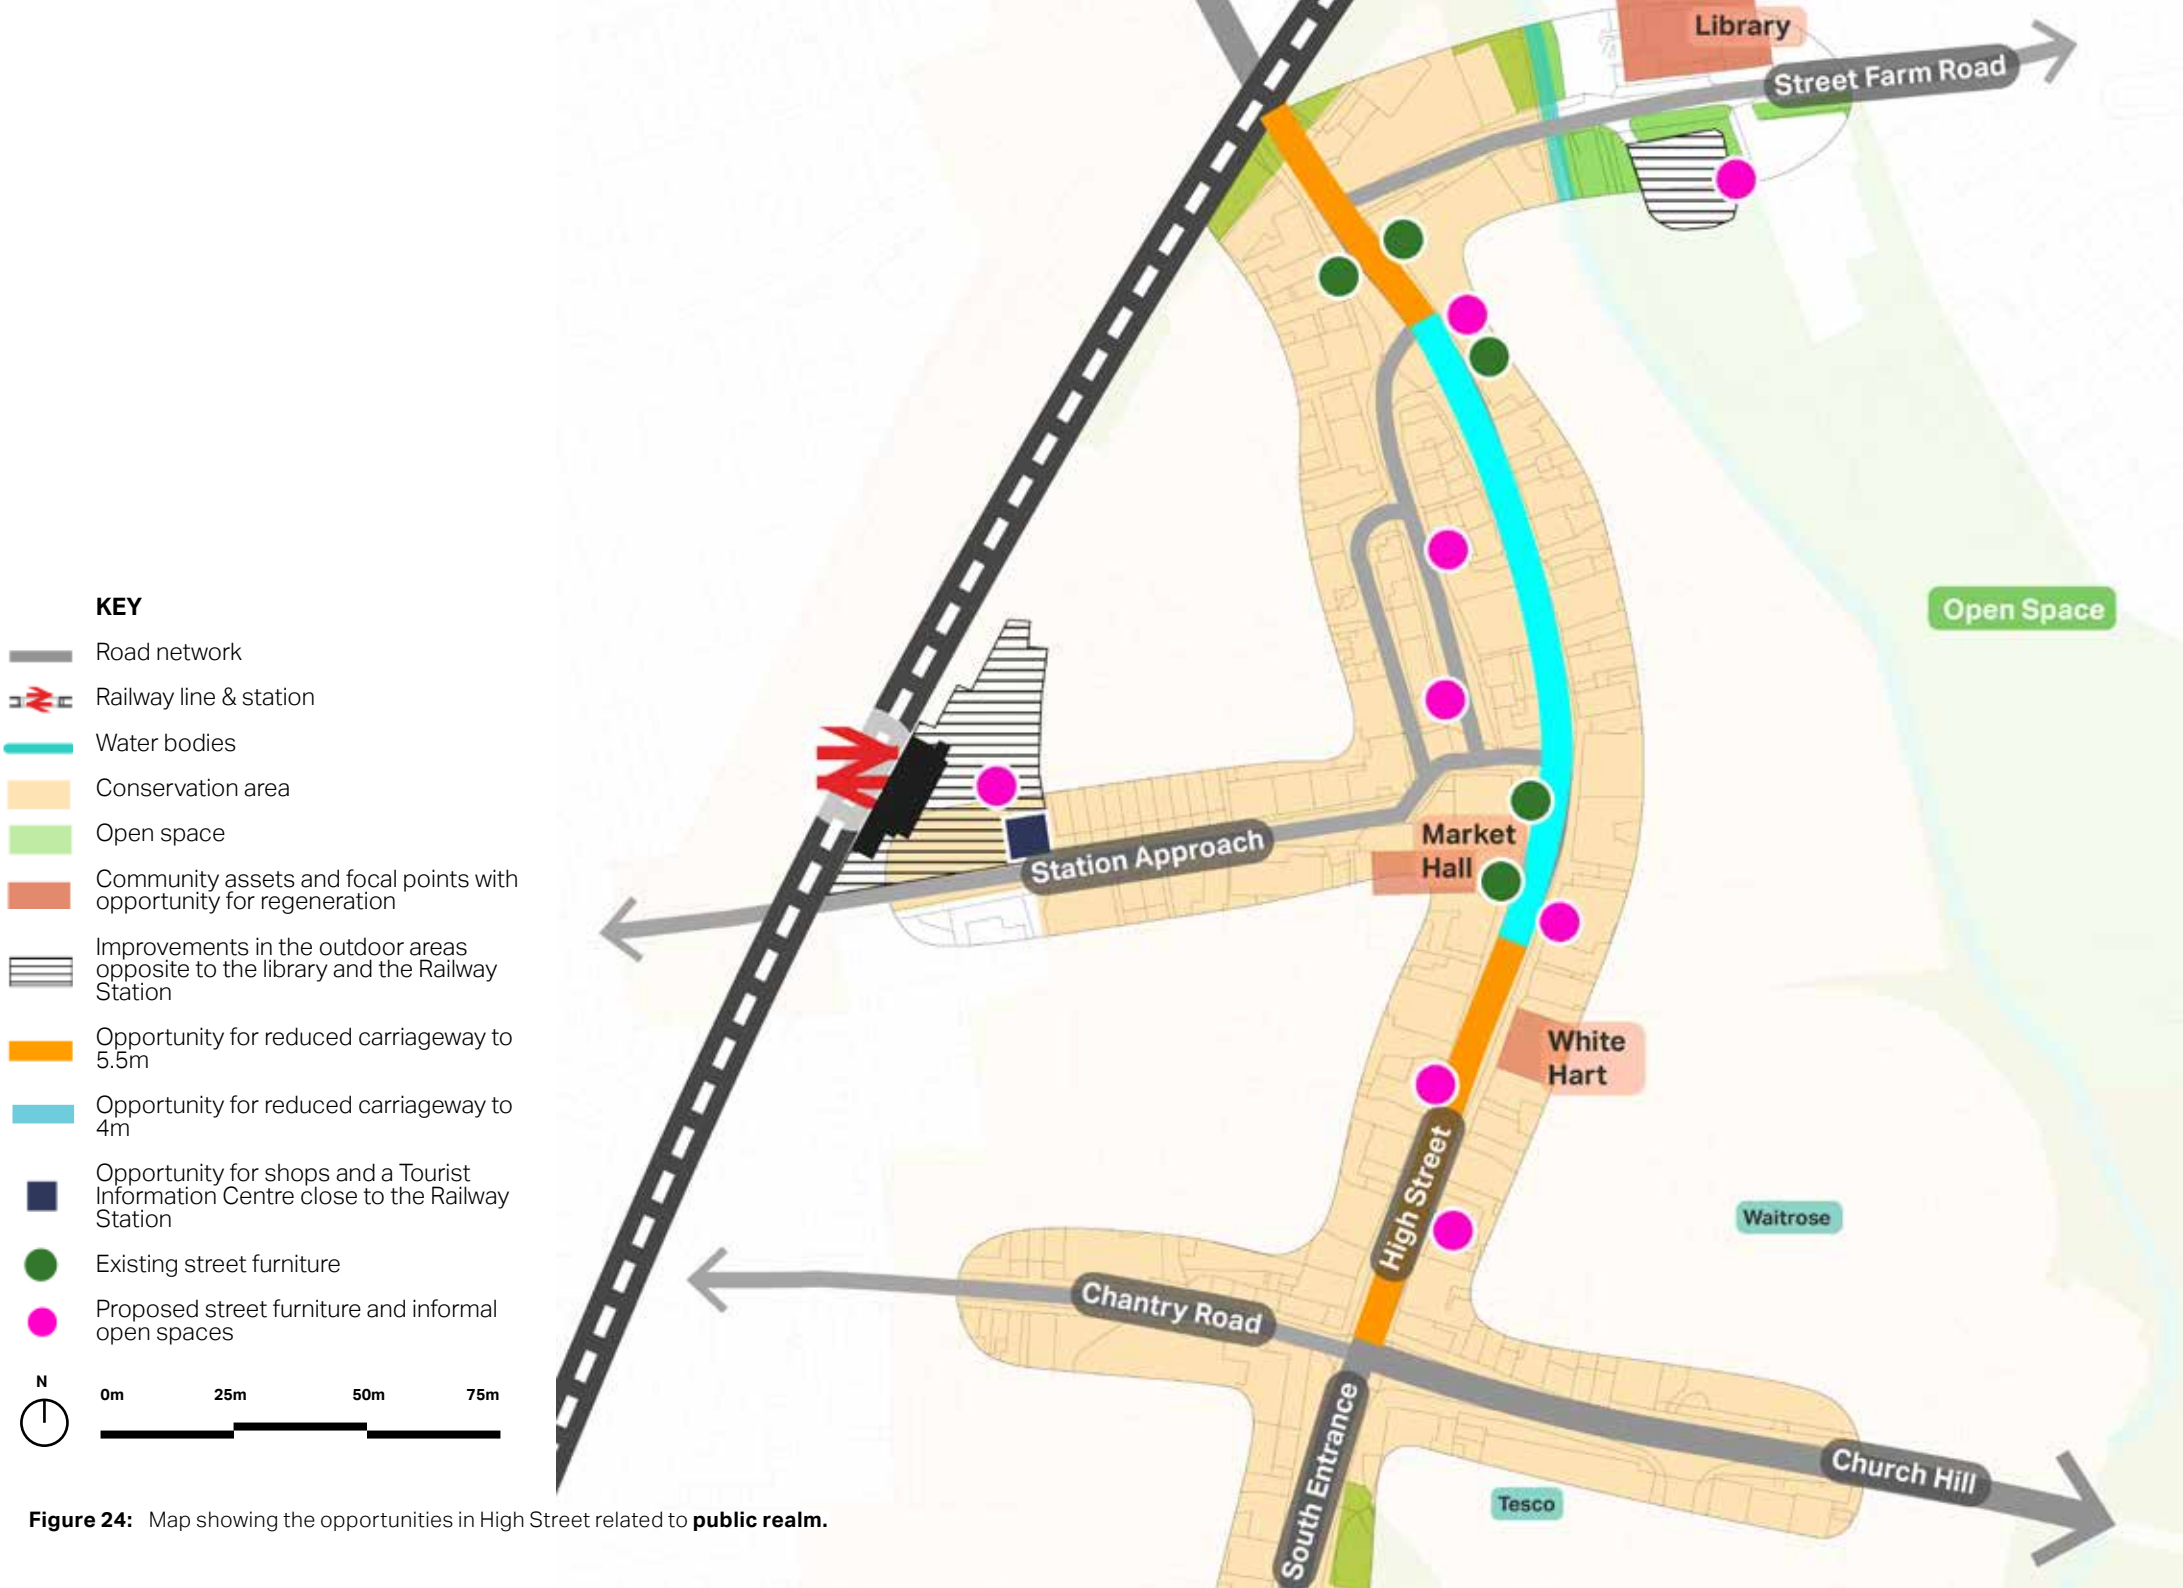 KEY
Road network
Railway line & station
Water bodies
Conservation area
Open space
Community assets and focal points with
opportunity for regeneration
Improvements in the outdoor areas
opposite to the library and the Railway
Station
Opportunity for reduced carriageway to
5.5m
Opportunity for reduced carriageway to
4m
Opportunity for shops and a Tourist
Information Centre close to the Railway
Station
Existing street furniture
Proposed street furniture and informal
open spaces
N
0m 25m 50m 75m
Library
Street Farm Road
Open Space
Station Approach
Market
Hall
White
Hart
High Street
Waitrose
Chantry Road
South Entrance
Church Hill
Tesco
Figure 24: Map showing the opportunities in High Street related to public realm.